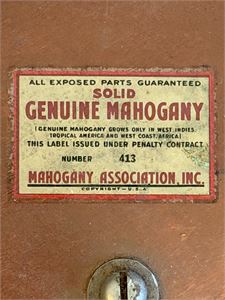 ALL EXPOSED PARTS GUARANTEED
SOLID
GENUINE MAHOGANY
(GENUINE MAHOGANY GROWS ONLY IN WEST INDIES,
TROPICAL AMERICA AND WEST COAST, AFRICA)
THIS LABEL ISSUED UNDER PENALTY CONTRACT
NUMBER 413
MAHOGANY ASSOCIATION, INC.
COPYRIGHT - U.S.A